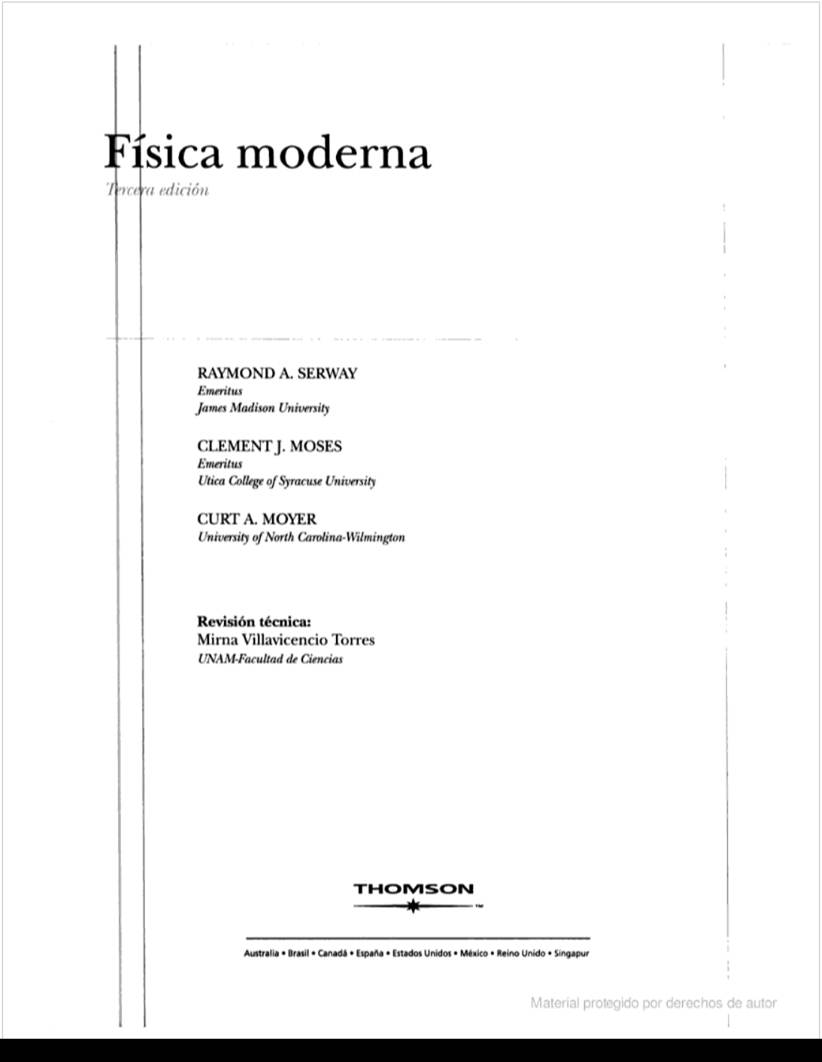 Física moderna
Tercera edición
RAYMOND A. SERWAY
Emeritus
James Madison University
CLEMENT J. MOSES
Emeritus
Utica College of Syracuse University
CURT A. MOYER
University of North Carolina-Wilmington
Revisión técnica:
Mirna Villavicencio Torres
UNAM-Facultad de Ciencias
THOMSON
™
Australia • Brasil • Canadá • España • Estados Unidos • México • Reino Unido • Singapur
Material protegido por derechos de autor